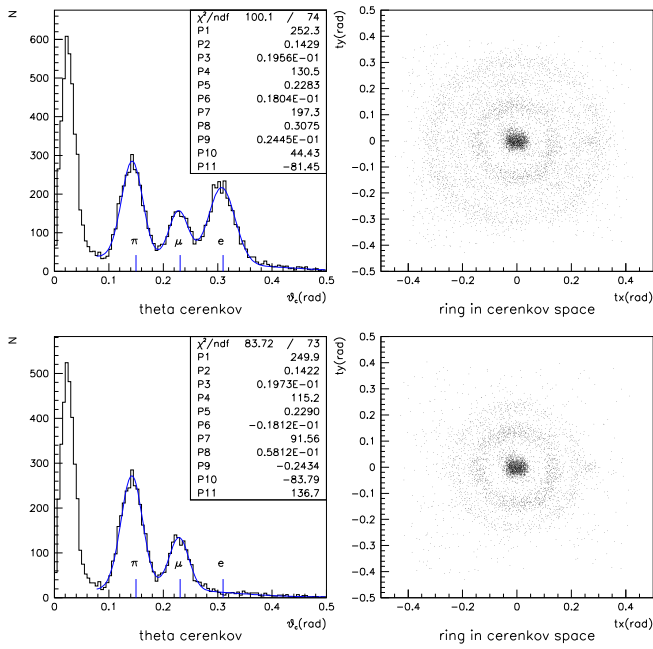 N
χ²/ndf 100.1 / 74
P1 252.3
P2 0.1429
P3 0.1956E-01
P4 130.5
P5 0.2283
P6 0.1804E-01
P7 197.3
P8 0.3075
P9 0.2445E-01
P10 44.43
P11 -81.45
600
500
400
300
200
100
0
π μ e
0 0.1 0.2 0.3 0.4 0.5
ϑc(rad)
theta cerenkov
ty(rad)
0.5
0.4
0.3
0.2
0.1
0
-0.1
-0.2
-0.3
-0.4
-0.5
-0.4 -0.2 0 0.2 0.4
tx(rad)
ring in cerenkov space
N
χ²/ndf 83.72 / 73
P1 249.9
P2 0.1422
P3 0.1973E-01
P4 115.2
P5 0.2290
P6 -0.1812E-01
P7 91.56
P8 0.5812E-01
P9 -0.2434
P10 -83.79
P11 136.7
500
400
300
200
100
0
π μ e
0 0.1 0.2 0.3 0.4 0.5
ϑc(rad)
theta cerenkov
ty(rad)
0.5
0.4
0.3
0.2
0.1
0
-0.1
-0.2
-0.3
-0.4
-0.5
-0.4 -0.2 0 0.2 0.4
tx(rad)
ring in cerenkov space